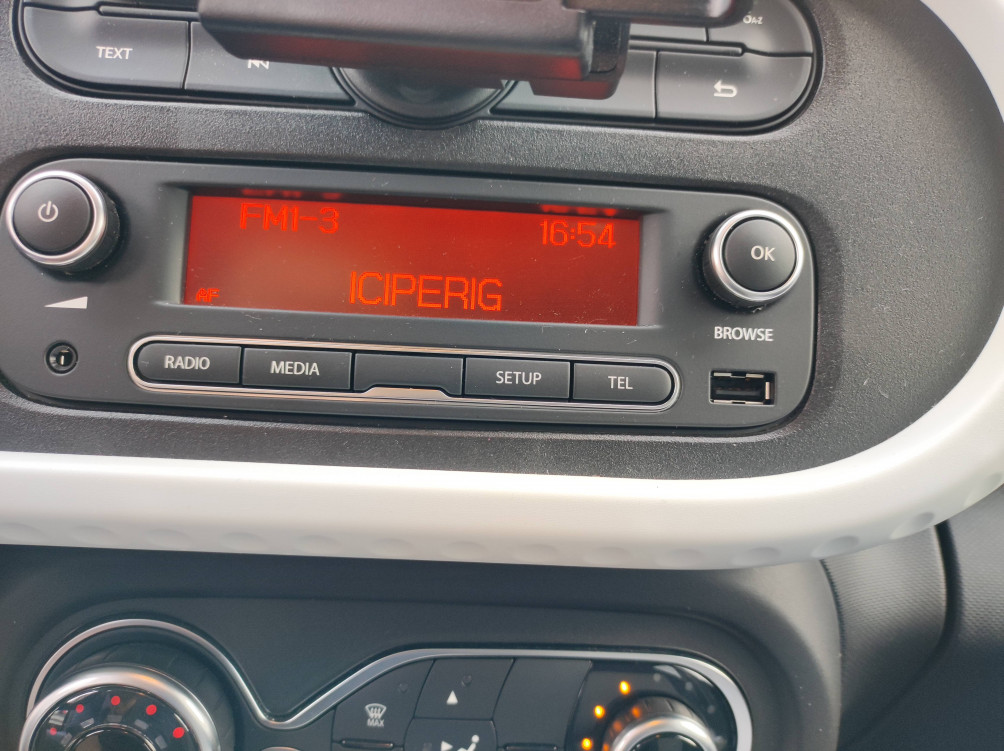 TEXT
A-Z
FM1-3 16:54
AF ICIPERIG
OK
BROWSE
RADIO MEDIA SETUP TEL
MAX